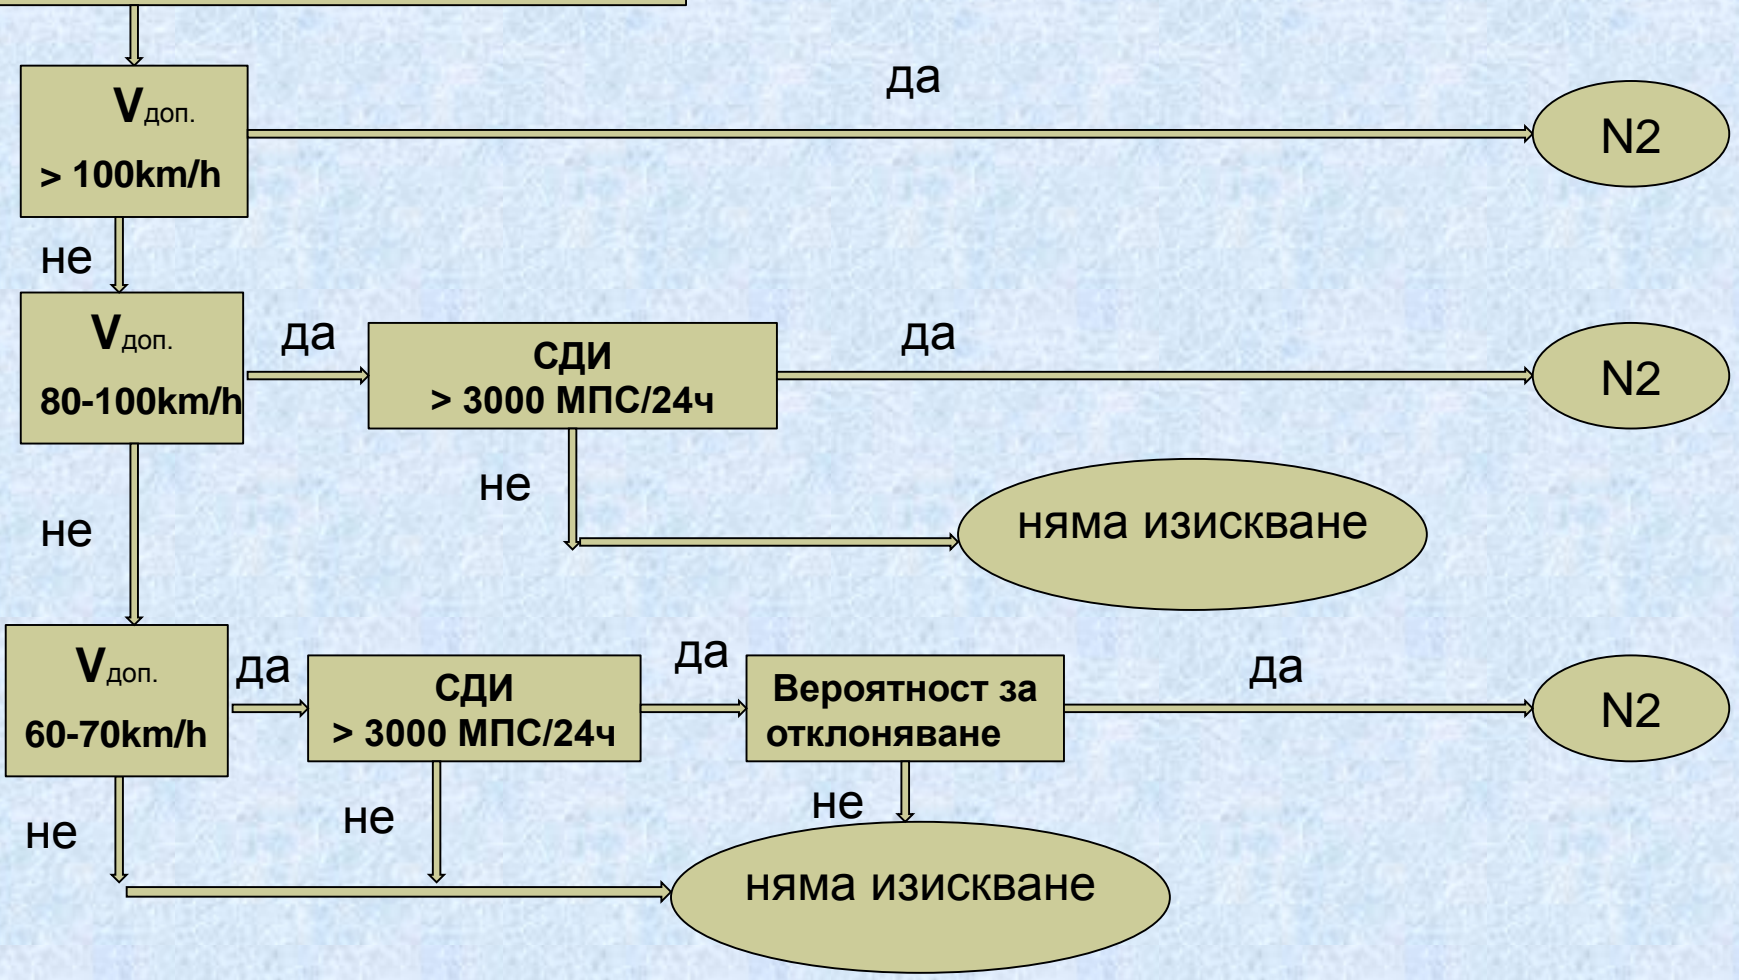 да
V доп.
> 100km/h
N2
не
V доп.
80-100km/h
да
СДИ
> 3000 МПС/24ч
да
N2
не
няма изискване
не
V доп.
60-70km/h
да
СДИ
> 3000 МПС/24ч
да
Вероятност за
отклоняване
да
N2
не
не
не
няма изискване